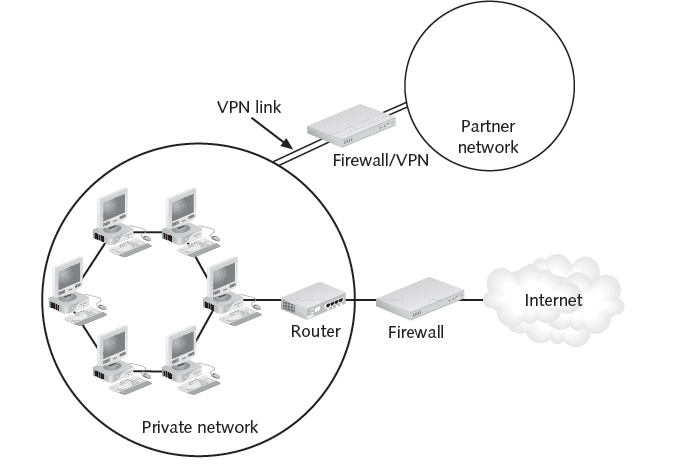 VPN link
Firewall/VPN
Partner
network
Router
Firewall
Internet
Private network